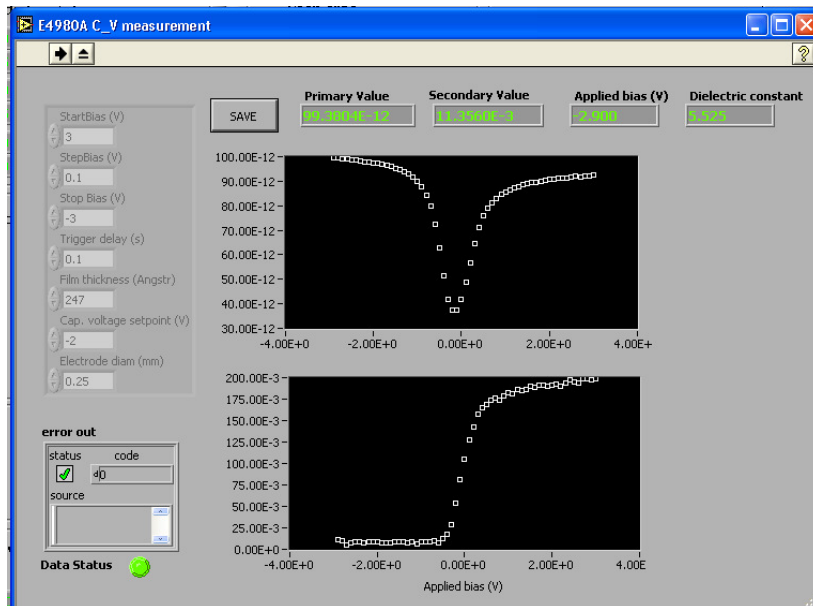 E4980A C_V measurement
?
StartBias (V)
3
StepBias (V)
0.1
Stop Bias (V)
-3
Trigger delay (s)
0.1
Film thickness (Angstr)
247
Cap. voltage setpoint (V)
-2
Electrode diam (mm)
0.25
SAVE
Primary Value
99.3804E-12
Secondary Value
11.3560E-3
Applied bias (V)
-2.900
Dielectric constant
5.525
100.00E-12
90.00E-12
80.00E-12
70.00E-12
60.00E-12
50.00E-12
40.00E-12
30.00E-12
-4.00E+0 -2.00E+0 0.00E+0 2.00E+0 4.00E+
200.00E-3
175.00E-3
150.00E-3
125.00E-3
100.00E-3
75.00E-3
50.00E-3
25.00E-3
0.00E+0
-4.00E+0 -2.00E+0 0.00E+0 2.00E+0 4.00E
Applied bias (V)
error out
status code
d0
source
Data Status